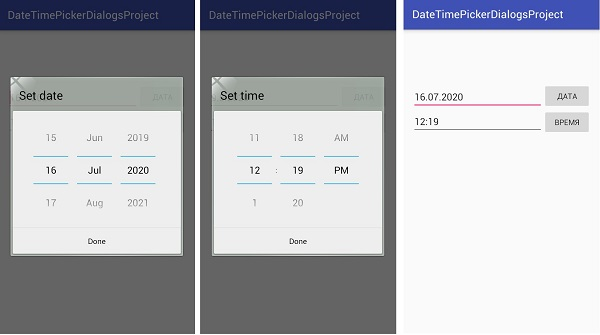 DateTimePickerDialogsProject
Set date
ДАТА
15 Jun 2019
16 Jul 2020
17 Aug 2021
Done
DateTimePickerDialogsProject
Set time
ДАТА
11 18 AM
12 : 19 PM
1 20
Done
DateTimePickerDialogsProject
16.07.2020 ДАТА
12:19 ВРЕМЯ